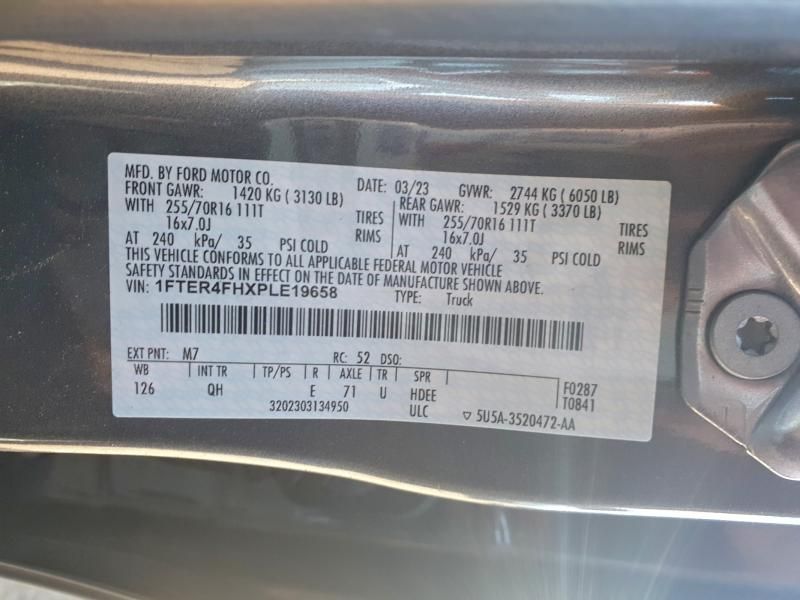 MFD. BY FORD MOTOR CO.
DATE: 03/23 GVWR: 2744 KG ( 6050 LB)
FRONT GAWR: 1420 KG ( 3130 LB) REAR GAWR: 1529 KG ( 3370 LB)
WITH 255/70R16 111T TIRES WITH 255/70R16 111T TIRES
16x7.0J RIMS 16x7.0J RIMS
AT 240 kPa/ 35 PSI COLD AT 240 kPa/ 35 PSI COLD
THIS VEHICLE CONFORMS TO ALL APPLICABLE FEDERAL MOTOR VEHICLE
SAFETY STANDARDS IN EFFECT ON THE DATE OF MANUFACTURE SHOWN ABOVE.
VIN: 1FTER4FHXPLE19658 TYPE: Truck
EXT PNT: M7 RC: 52 DSO:
WB INT TR TP/PS R AXLE TR SPR
126 QH E 71 U HDEE F0287
3202303134950 ULC ▽ 5U5A-3520472-AA T0841